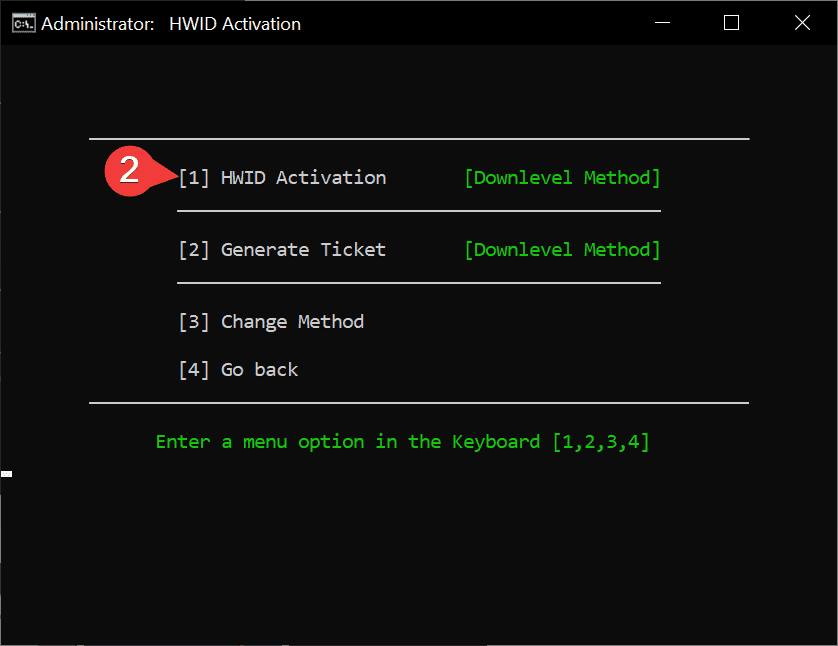 Administrator:   HWID Activation
2
[1] HWID Activation       [Downlevel Method]
[2] Generate Ticket       [Downlevel Method]
[3] Change Method
[4] Go back
Enter a menu option in the Keyboard [1,2,3,4]